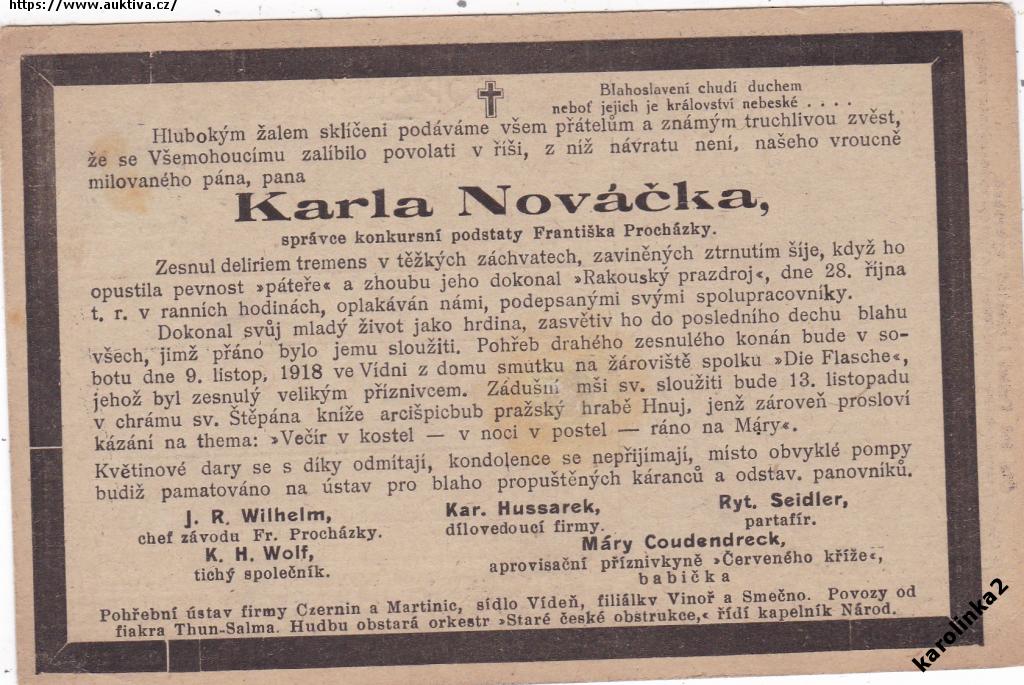 https://www.auktiva.cz/
Blahoslavení chudí duchem
neboť jejich je království nebeské . . . .
Hlubokým žalem sklíčeni podáváme všem přátelům a známým truchlivou zvěst,
že se Všemohoucímu zalíbilo povolati v říši, z níž návratu není, našeho vroucně
milovaného pána, pana
Karla Nováčka,
správce konkursní podstaty Františka Procházky.
Zesnul deliriem tremens v těžkých záchvatech, zaviněných ztrnutím šíje, když ho
opustila pevnost »páteře« a zhoubu jeho dokonal »Rakouský prazdroj«, dne 28. října
t. r. v ranních hodinách, oplakáván námi, podepsanými svými spolupracovníky.
Dokonal svůj mladý život jako hrdina, zasvětiv ho do posledního dechu blahu
všech, jimž přáno bylo jemu sloužiti. Pohřeb drahého zesnulého konán bude v so-
botu dne 9. listop, 1918 ve Vídni z domu smutku na žároviště spolku »Die Flasche«,
jehož byl zesnulý velikým příznivcem. Zádušní mši sv. sloužiti bude 13. listopadu
v chrámu sv. Štěpána kníže arcišpicbub pražský hrabě Hnuj, jenž zároveň prosloví
kázání na thema: »Večír v kostel — v noci v postel — ráno na Máry«.
Květinové dary se s díky odmítají, kondolence se nepřijímají, místo obvyklé pompy
budiž pamatováno na ústav pro blaho propuštěných káranců a odstav. panovníků.
J. R. Wilhelm,
chef závodu Fr. Procházky.
Kar. Hussarek,
dílovedoucí firmy.
Ryt. Seidler,
partafír.
K. H. Wolf,
tichý společník.
Máry Coudendreck,
aprovisační příznivkyně »Červeného kříže«,
babička
Pohřební ústav firmy Czernin a Martinic, sídlo Vídeň, filiálky Vinoř a Smečno. Povozy od
fiakra Thun-Salma. Hudbu obstará orkestr »Staré české obstrukce,« řídí kapelník Národ.
karolinka2